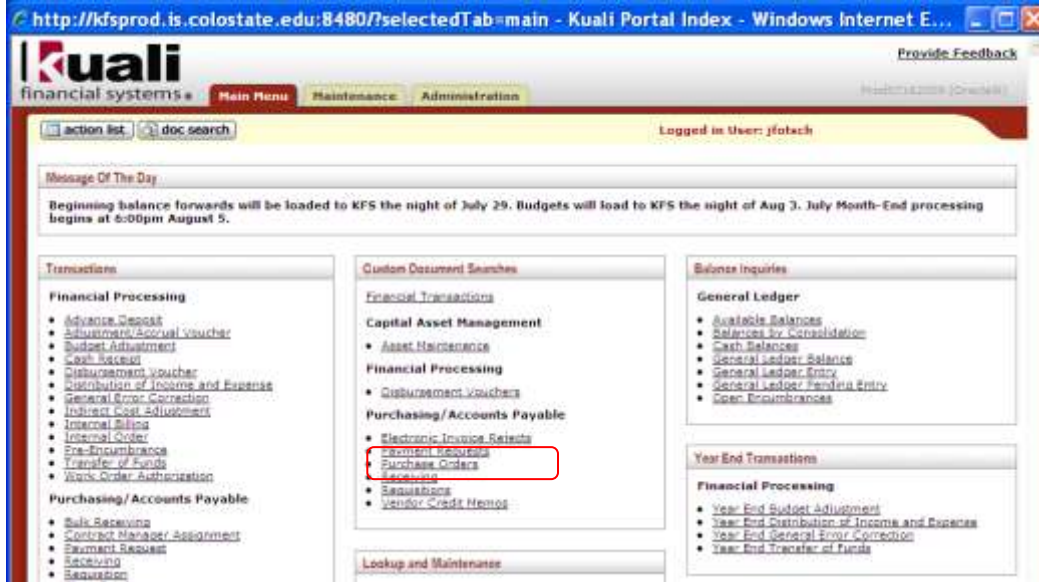 http://kfsprod.is.colostate.edu:8480/?selectedTab=main - Kuali Portal Index - Windows Internet E...
Kuali
financial systems
Main Menu
Maintenance
Administration
Provide Feedback
action list
doc search
Logged in User: jfotsch
Message Of The Day
Beginning balance forwards will be loaded to KFS the night of July 29. Budgets will load to KFS the night of Aug 3. July Month-End processing
begins at 6:00pm August 5.
Transactions
Financial Processing
Advance Deposit
Adjustment/Accrual Voucher
Budget Adjustment
Cash Receipt
Disbursement Voucher
Distribution of Income and Expense
General Error Correction
Indirect Cost Adjustment
Internal Billing
Internal Order
Pre-Encumbrance
Transfer of Funds
Work Order Authorization
Purchasing/Accounts Payable
Bulk Receiving
Contract Manager Assignment
Payment Request
Receiving
Requisition
Custom Document Searches
Financial Transactions
Capital Asset Management
Asset Maintenance
Financial Processing
Disbursement Vouchers
Purchasing/Accounts Payable
Electronic Invoice Rejects
Payment Requests
Purchase Orders
Receiving
Requisitions
Vendor Credit Memos
Lookup and Maintenance
Balance Inquiries
General Ledger
Available Balances
Balances by Consolidation
Cash Balances
General Ledger Balance
General Ledger Entry
General Ledger Pending Entry
Open Encumbrances
Year End Transactions
Financial Processing
Year End Budget Adjustment
Year End Distribution of Income and Expense
Year End General Error Correction
Year End Transfer of Funds